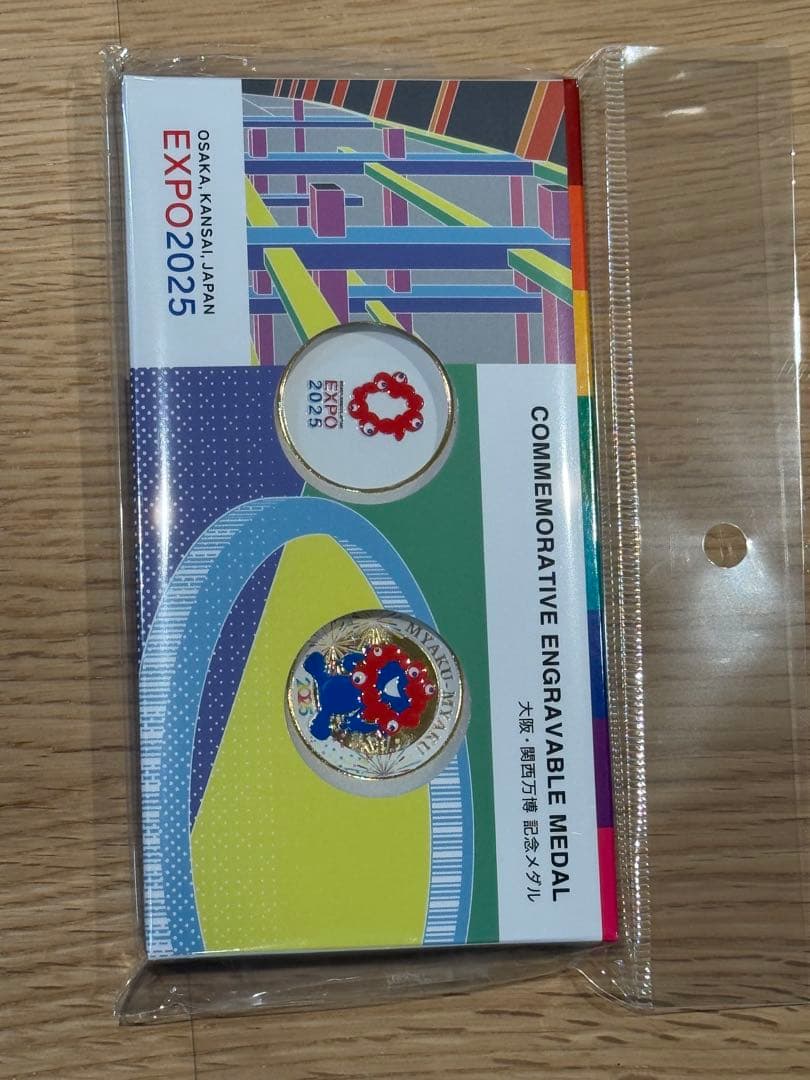 OSAKA, KANSAI, JAPAN
EXPO2025
COMMEMORATIVE ENGRAVABLE MEDAL
大阪・関西万博 記念メダル
EXPO
2025
MYAKU-MYAKU
2025